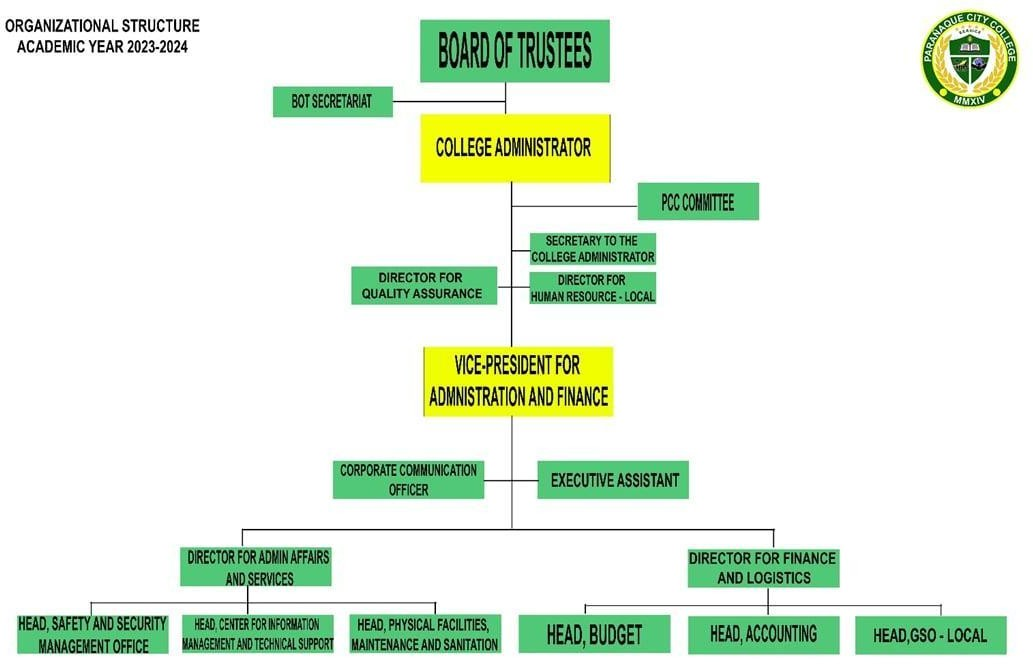 ORGANIZATIONAL STRUCTURE
ACADEMIC YEAR 2023-2024
BOARD OF TRUSTEES
PARANAQUE CITY COLLEGE
SERVICE
MMXIV
BOT SECRETARIAT
COLLEGE ADMINISTRATOR
PCC COMMITTEE
SECRETARY TO THE
COLLEGE ADMINISTRATOR
DIRECTOR FOR
QUALITY ASSURANCE
DIRECTOR FOR
HUMAN RESOURCE - LOCAL
VICE-PRESIDENT FOR
ADMNISTRATION AND FINANCE
CORPORATE COMMUNICATION
OFFICER
EXECUTIVE ASSISTANT
DIRECTOR FOR ADMIN AFFAIRS
AND SERVICES
DIRECTOR FOR FINANCE
AND LOGISTICS
HEAD, SAFETY AND SECURITY
MANAGEMENT OFFICE
HEAD, CENTER FOR INFORMATION
MANAGEMENT AND TECHNICAL SUPPORT
HEAD, PHYSICAL FACILITIES,
MAINTENANCE AND SANITATION
HEAD, BUDGET
HEAD, ACCOUNTING
HEAD,GSO - LOCAL